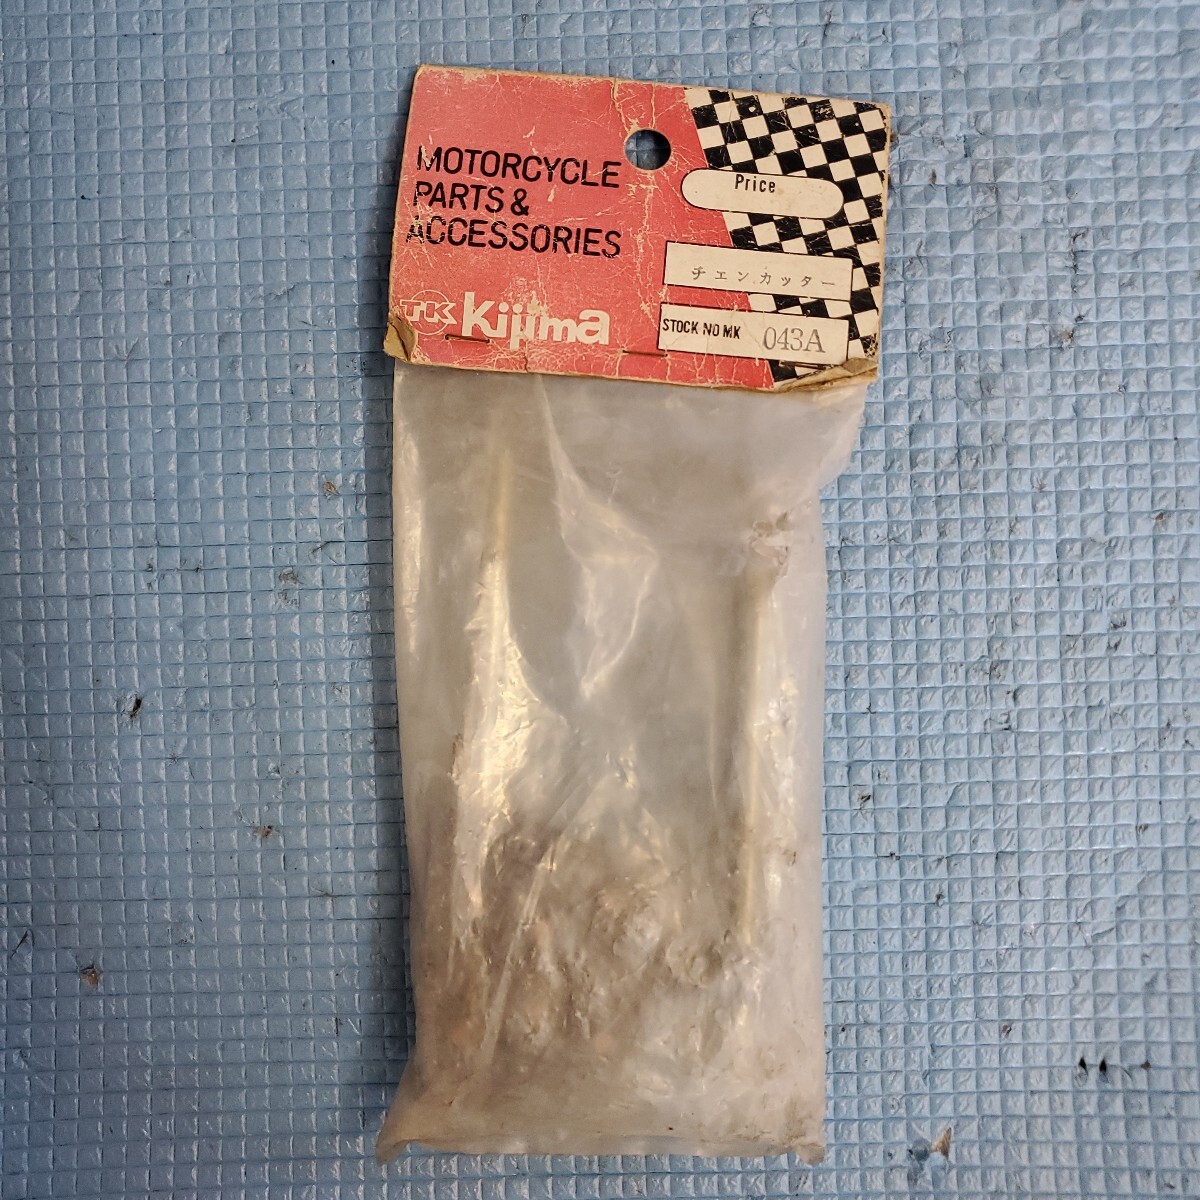 MOTORCYCLE
PARTS &
ACCESSORIES
TK Kijima
Price
チエンカッター
STOCK NO MK 043A